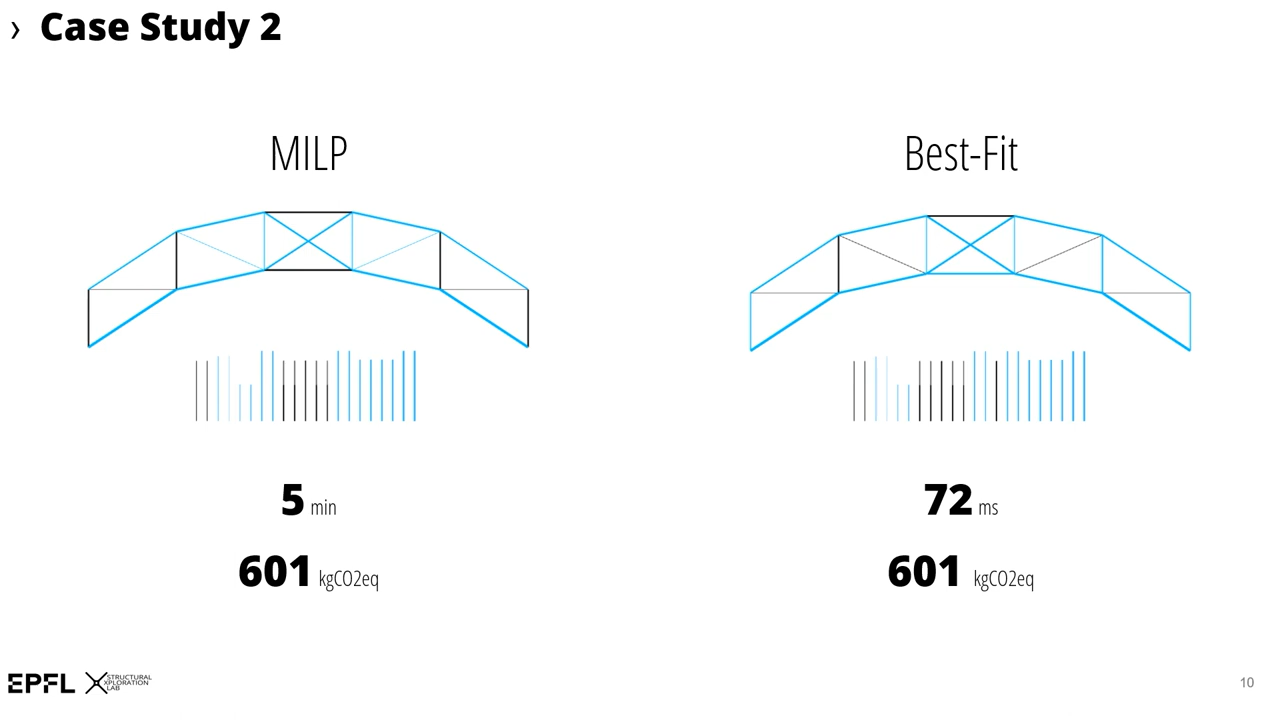 › Case Study 2
MILP
Best-Fit
5 min
72 ms
601 kgCO2eq
601 kgCO2eq
EPFL
STRUCTURAL
XPLORATION
LAB
10